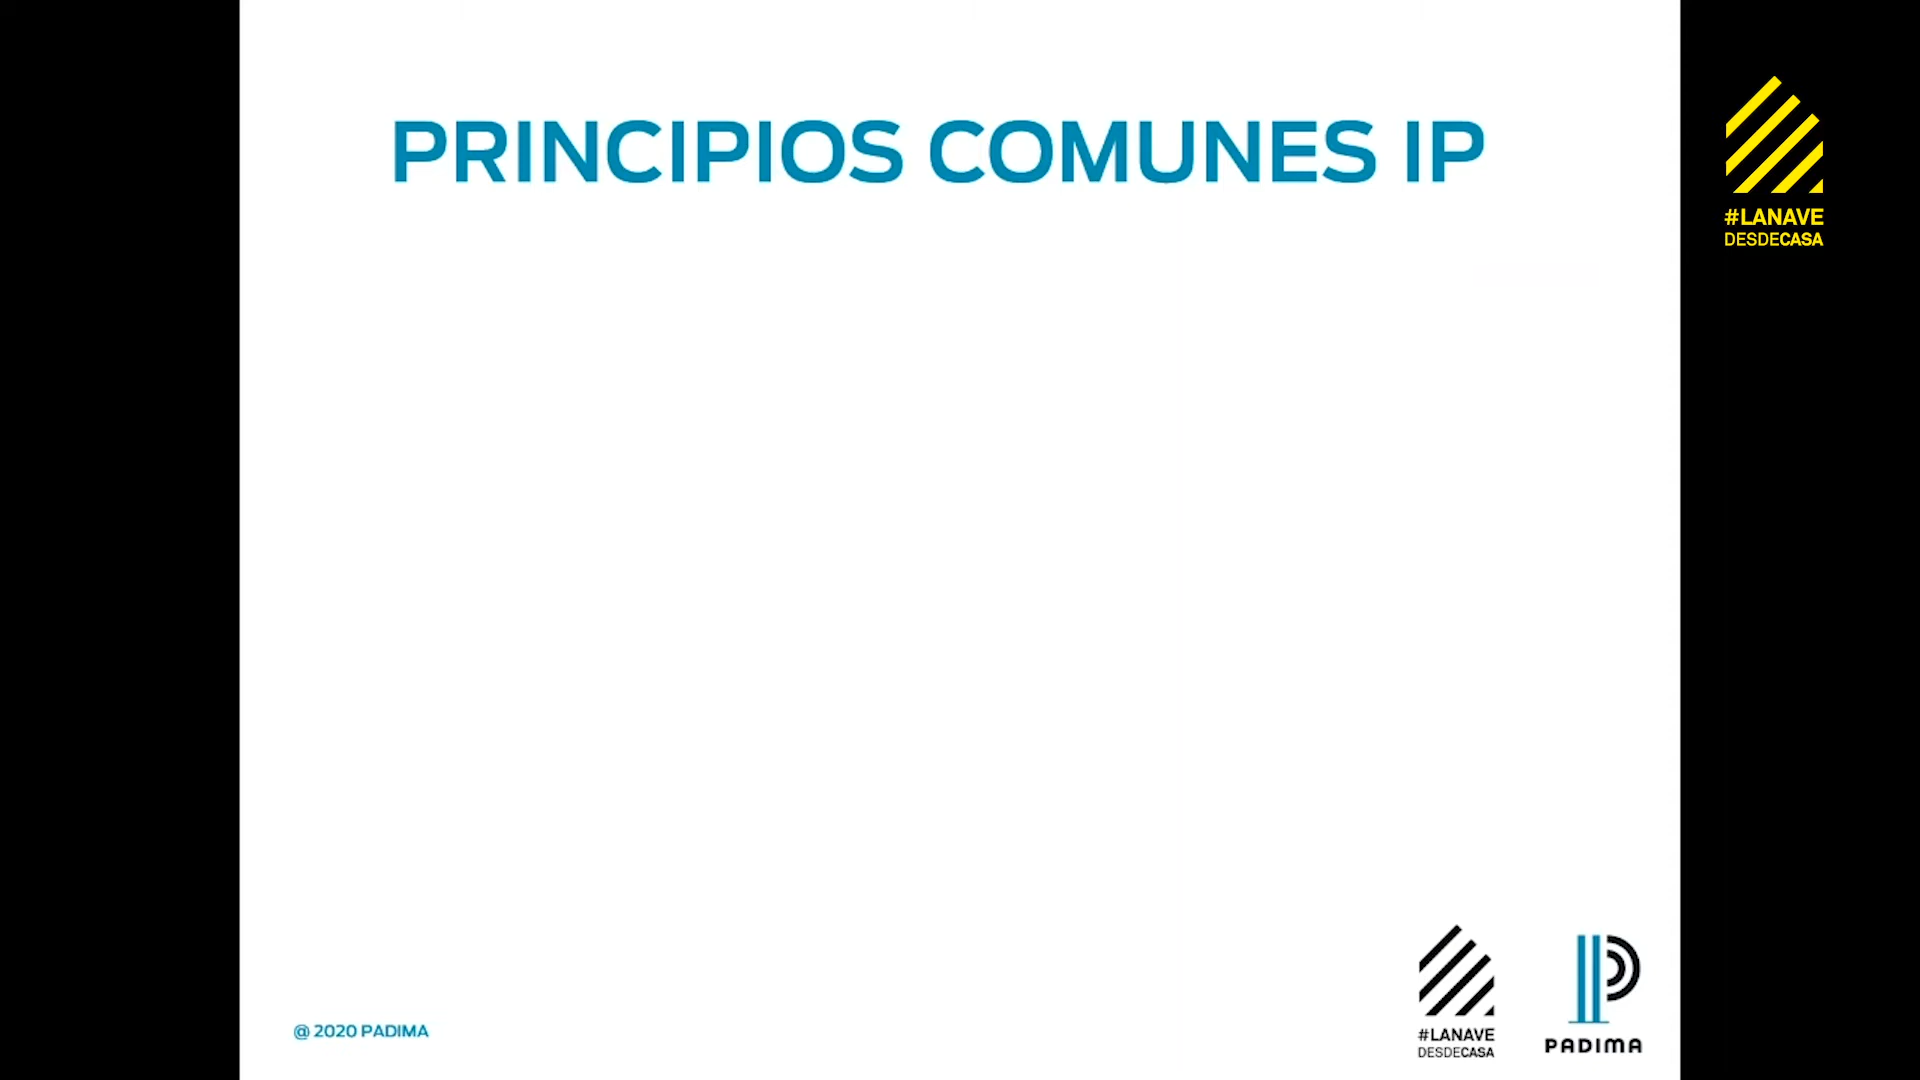 PRINCIPIOS COMUNES IP
#LANAVE
DESDECASA
@ 2020 PADIMA
#LANAVE
DESDECASA
PADIMA